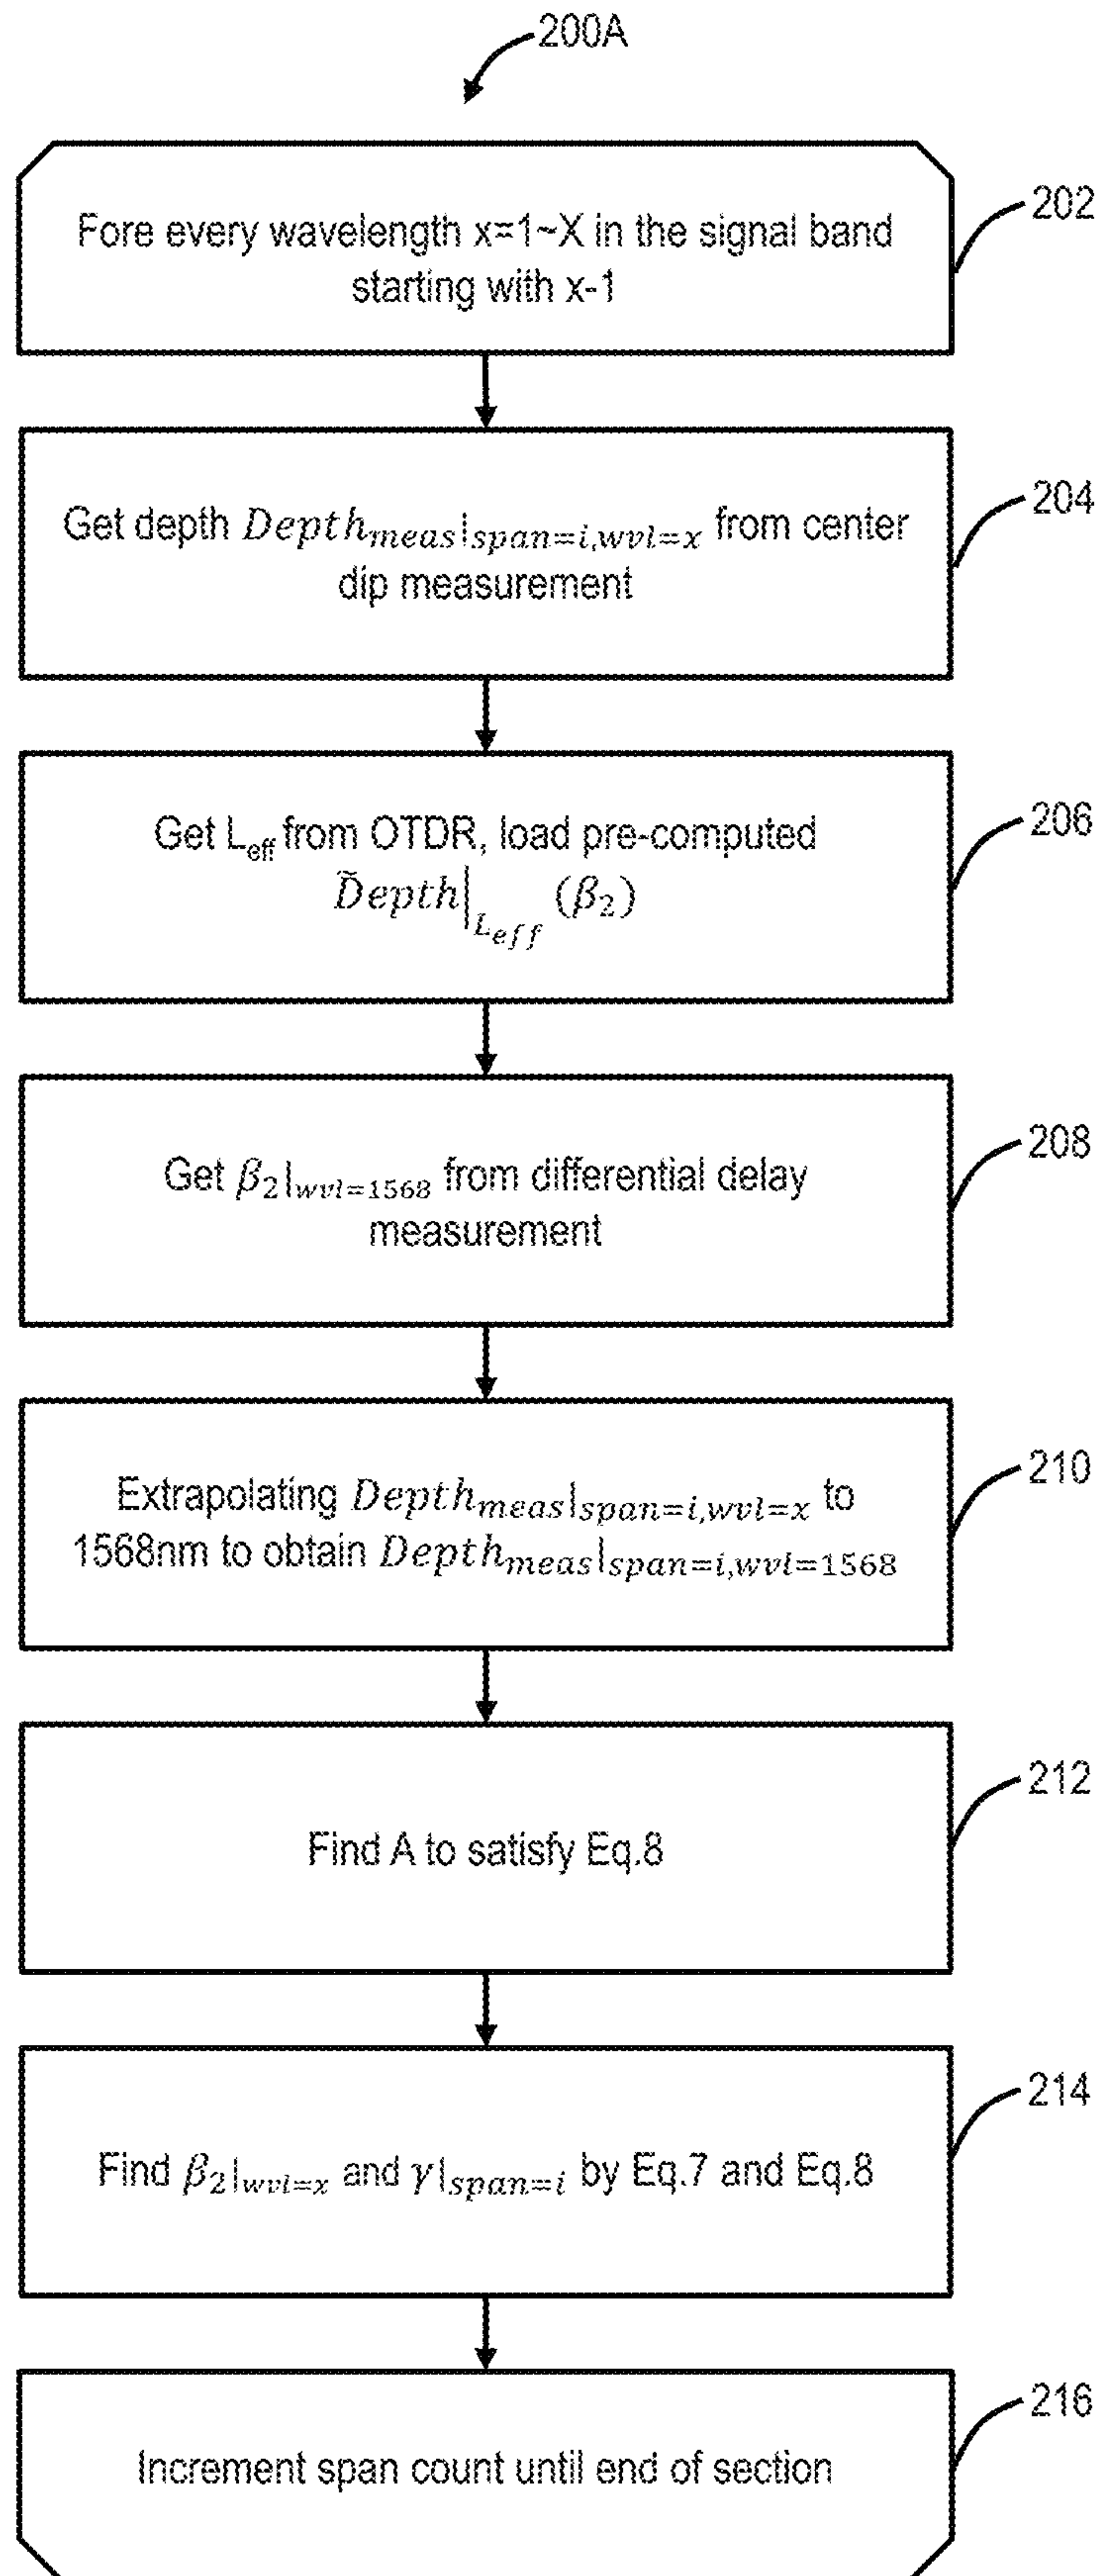 200A
Fore every wavelength x=1~X in the signal band
starting with x-1
202
Get depth Depth_meas|span=i,wvl=x from center
dip measurement
204
Get L_eff from OTDR, load pre-computed
D̃epth|_L_eff (β₂)
206
Get β₂|wvl=1568 from differential delay
measurement
208
Extrapolating Depth_meas|span=i,wvl=x to
1568nm to obtain Depth_meas|span=i,wvl=1568
210
Find A to satisfy Eq.8
212
Find β₂|wvl=x and γ|span=i by Eq.7 and Eq.8
214
Increment span count until end of section
216